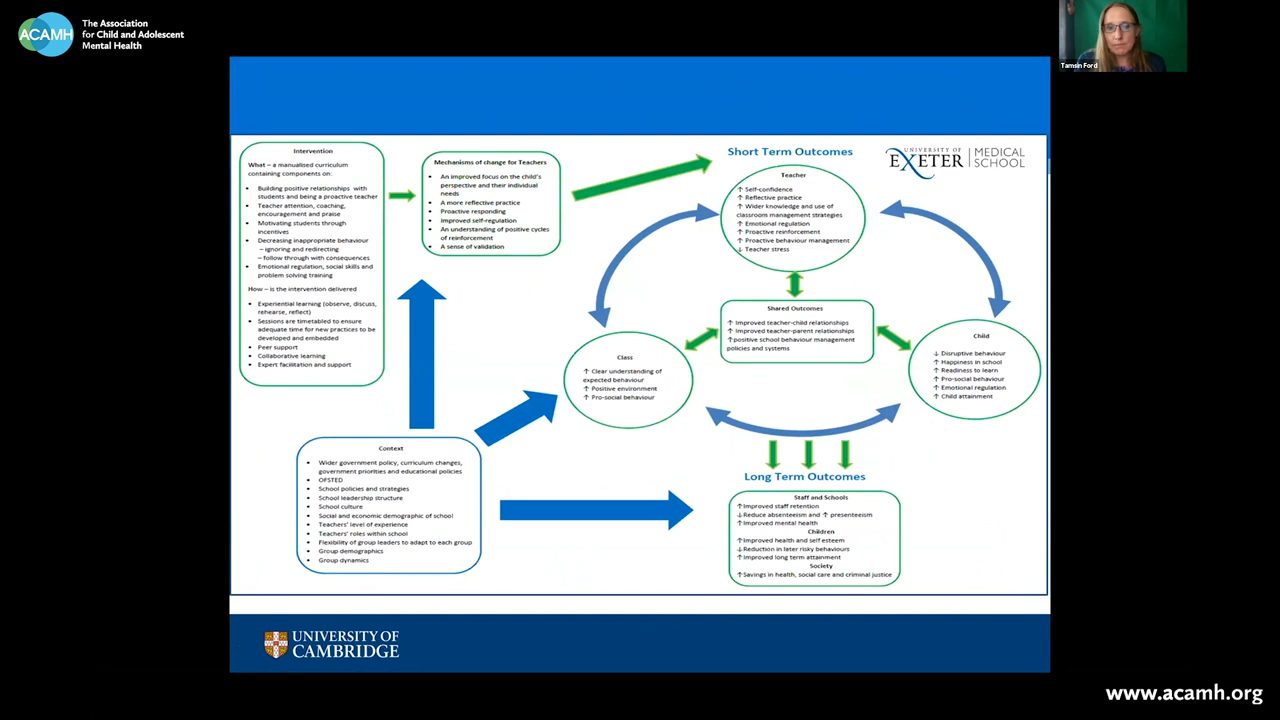 ACAMH
The Association
for Child and Adolescent
Mental Health
Tamsin Ford
Intervention
What – a manualised curriculum
containing components on:
• Building positive relationships with
students and being a proactive teacher
• Teacher attention, coaching,
encouragement and praise
• Motivating students through
incentives
• Decreasing inappropriate behaviour
– ignoring and redirecting
– follow through with consequences
• Emotional regulation, social skills and
problem solving training
How – is the intervention delivered
• Experiential learning (observe, discuss,
rehearse, reflect)
• Sessions are timetabled to ensure
adequate time for new practices to be
developed and embedded
• Peer support
• Collaborative learning
• Expert facilitation and support
Mechanisms of change for Teachers
• An improved focus on the child's
perspective and their individual
needs
• A more reflective practice
• Proactive responding
• Improved self-regulation
• An understanding of positive cycles
of reinforcement
• A sense of validation
Short Term Outcomes
UNIVERSITY OF
EXETER
MEDICAL
SCHOOL
Teacher
↑ Self-confidence
↑ Reflective practice
↑ Wider knowledge and use of
classroom management strategies
↑ Emotional regulation
↑ Proactive reinforcement
↑ Proactive behaviour management
↓ Teacher stress
Shared Outcomes
↑ Improved teacher-child relationships
↑ Improved teacher-parent relationships
↑positive school behaviour management
policies and systems
Class
↑ Clear understanding of
expected behaviour
↑ Positive environment
↑ Pro-social behaviour
Child
↓ Disruptive behaviour
↑ Happiness in school
↑ Readiness to learn
↑ Pro-social behaviour
↑ Emotional regulation
↑ Child attainment
Context
• Wider government policy, curriculum changes,
government priorities and educational policies
• OFSTED
• School policies and strategies
• School leadership structure
• School culture
• Social and economic demographic of school
• Teachers' level of experience
• Teachers' roles within school
• Flexibility of group leaders to adapt to each group
• Group demographics
• Group dynamics
Long Term Outcomes
Staff and Schools
↑Improved staff retention
↓Reduce absenteeism and ↑ presenteeism
↑Improved mental health
Children
↑Improved health and self esteem
↓Reduction in later risky behaviours
↑Improved long term attainment
Society
↑Savings in health, social care and criminal justice
UNIVERSITY OF
CAMBRIDGE
www.acamh.org